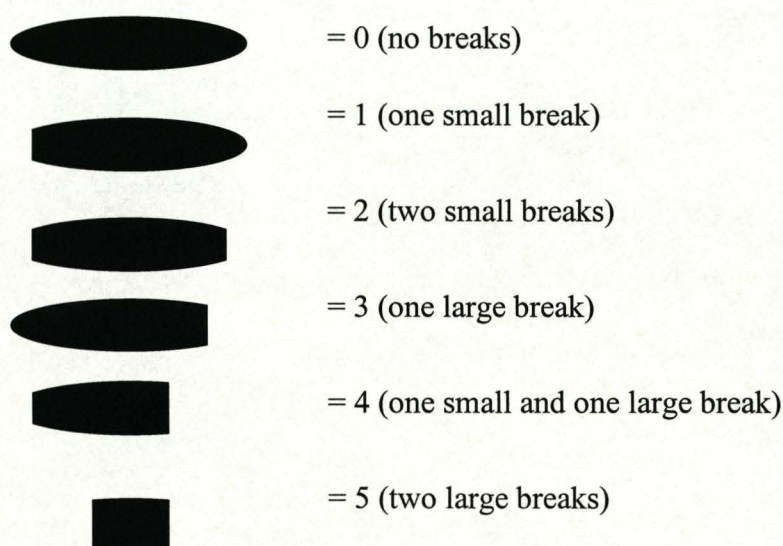 = 0 (no breaks)
= 1 (one small break)
= 2 (two small breaks)
= 3 (one large break)
= 4 (one small and one large break)
= 5 (two large breaks)